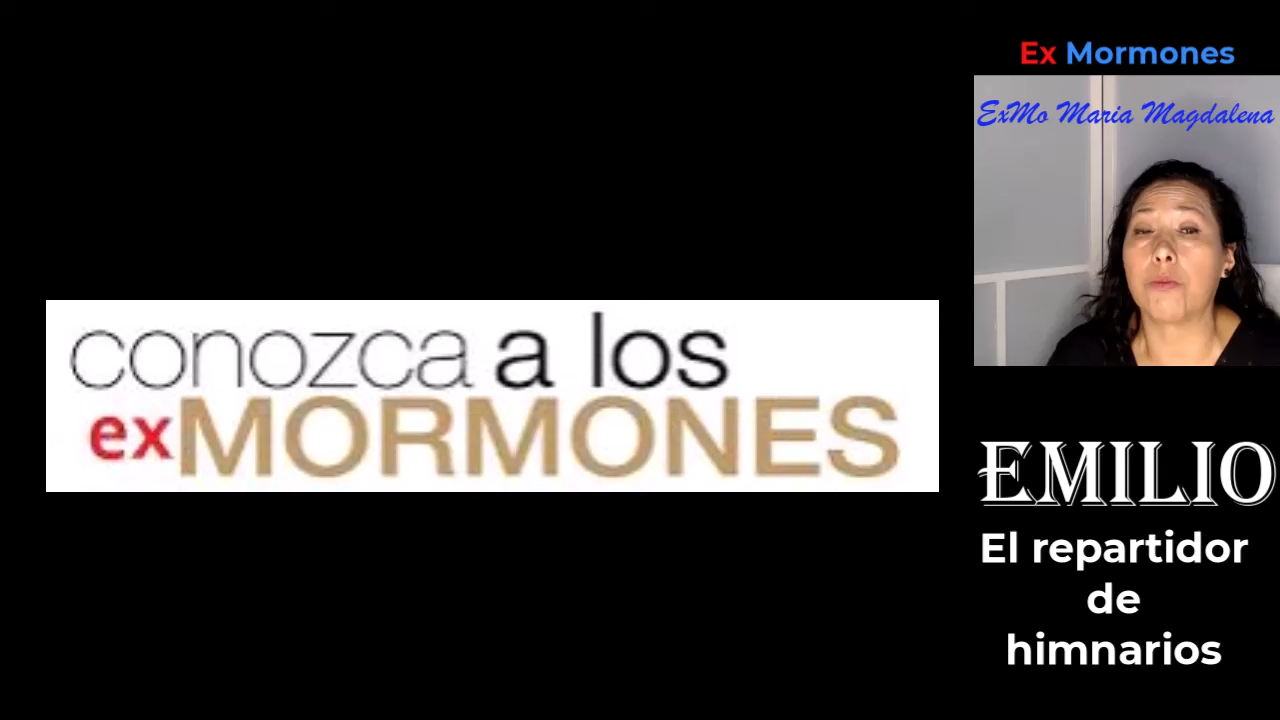 Ex Mormones
ExMo Maria Magdalena
conozca a los
exMORMONES
EMILIO
El repartidor
de
himnarios